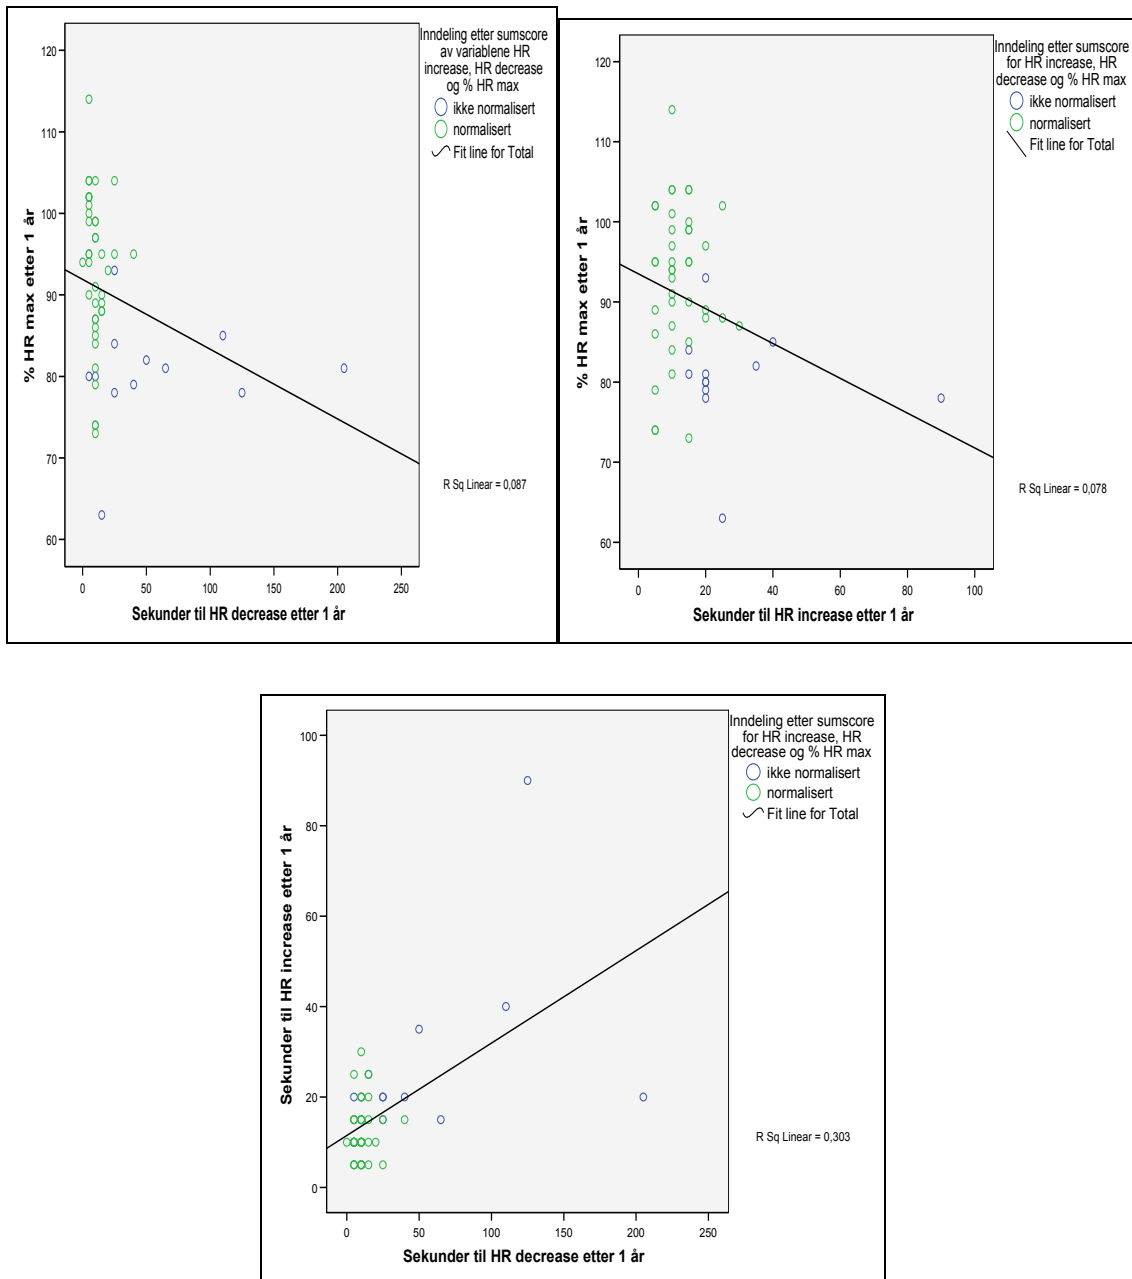 Inndeling etter sumscore
av variablene HR
increase, HR decrease
og % HR max
ikke normalisert
normalisert
Fit line for Total
120
110
100
90
80
70
60
% HR max etter 1 år
R Sq Linear = 0,087
0 50 100 150 200 250
Sekunder til HR decrease etter 1 år
Inndeling etter sumscore
for HR increase, HR
decrease og % HR max
ikke normalisert
normalisert
Fit line for Total
120
110
100
90
80
70
60
% HR max etter 1 år
R Sq Linear = 0,078
0 20 40 60 80 100
Sekunder til HR increase etter 1 år
Inndeling etter sumscore
for HR increase, HR
decrease og % HR max
ikke normalisert
normalisert
Fit line for Total
100
80
60
40
20
0
Sekunder til HR increase etter 1 år
R Sq Linear = 0,303
0 50 100 150 200 250
Sekunder til HR decrease etter 1 år